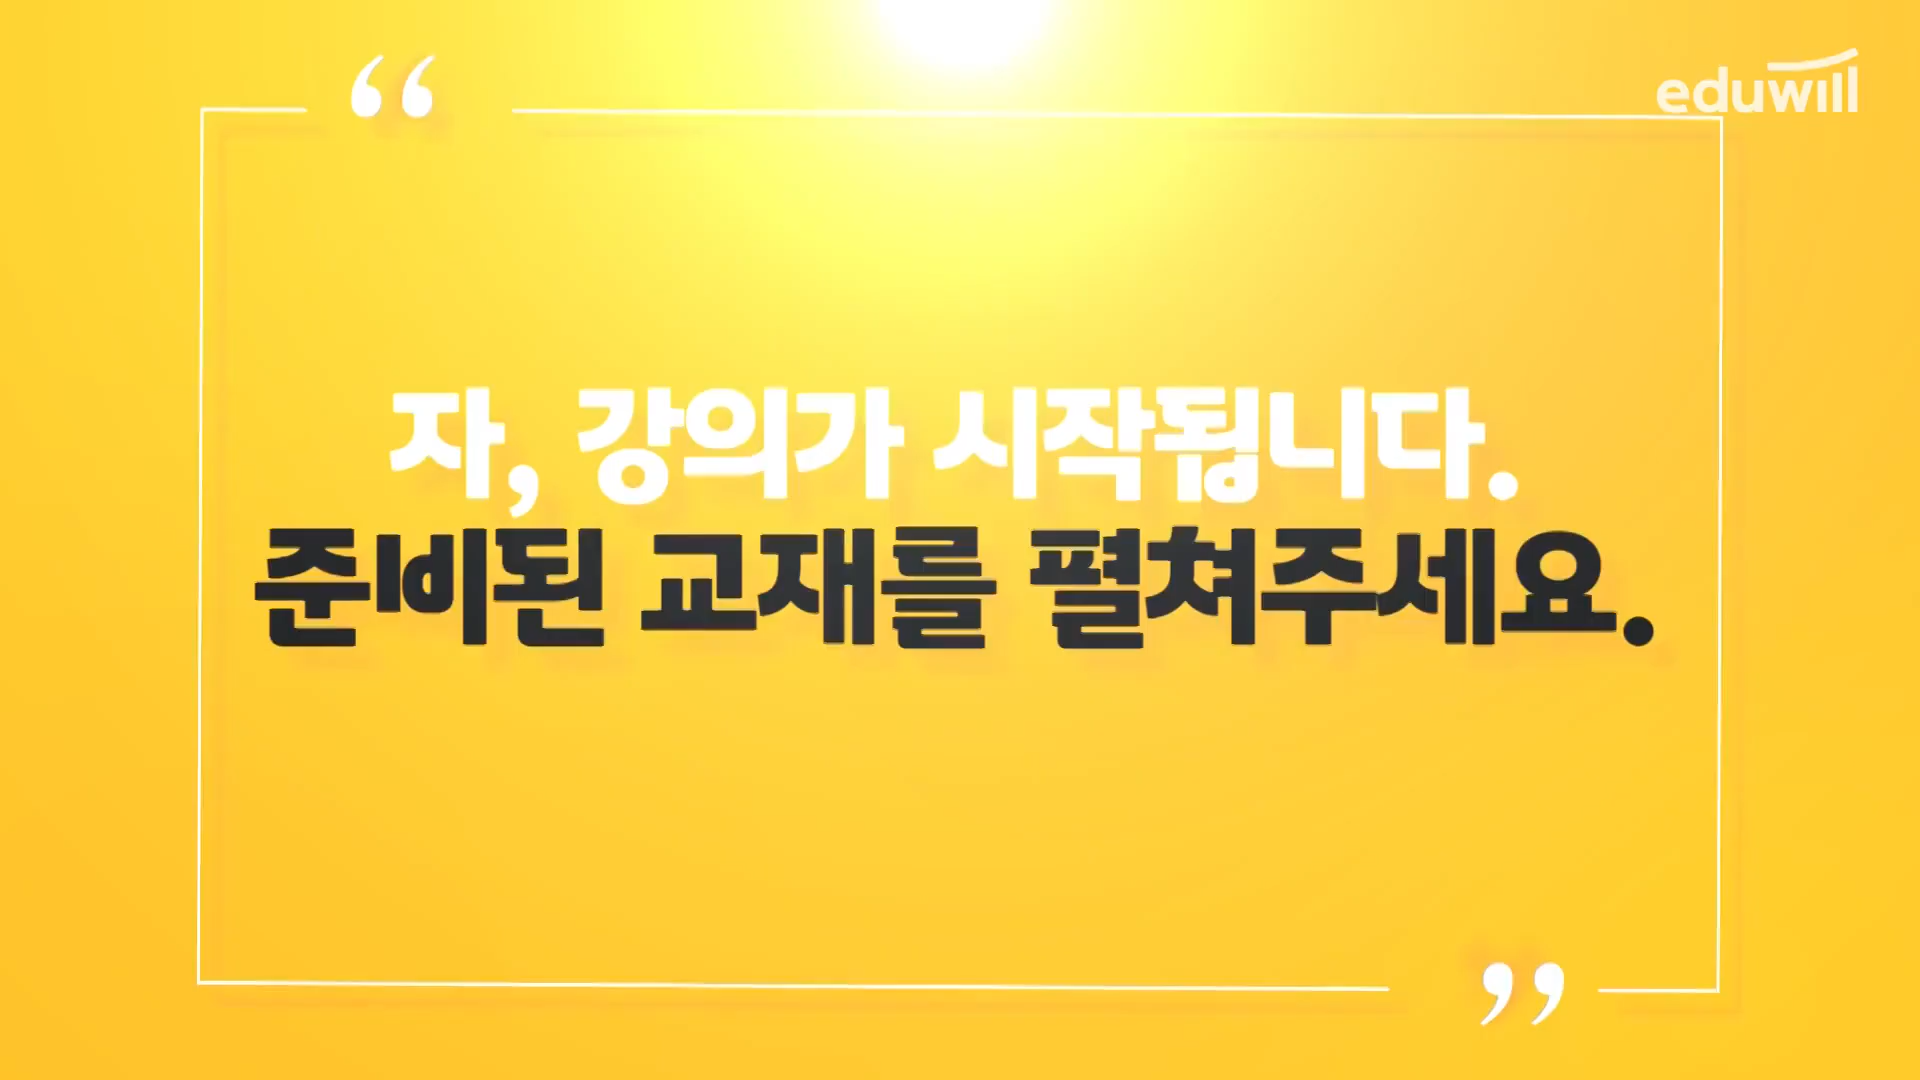 eduwill
“
자, 강의가 시작됩니다.
준비된 교재를 펼쳐주세요.
”